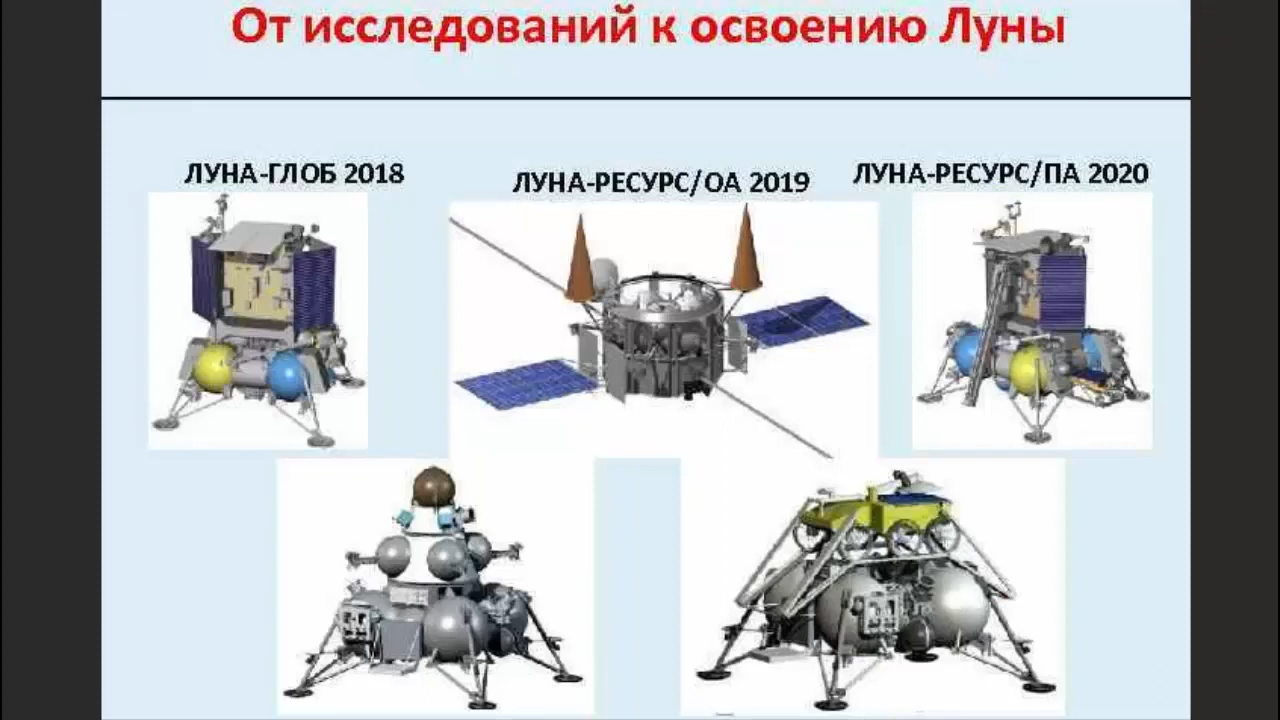 От исследований к освоению Луны
ЛУНА-ГЛОБ 2018
ЛУНА-РЕСУРС/ОА 2019
ЛУНА-РЕСУРС/ПА 2020